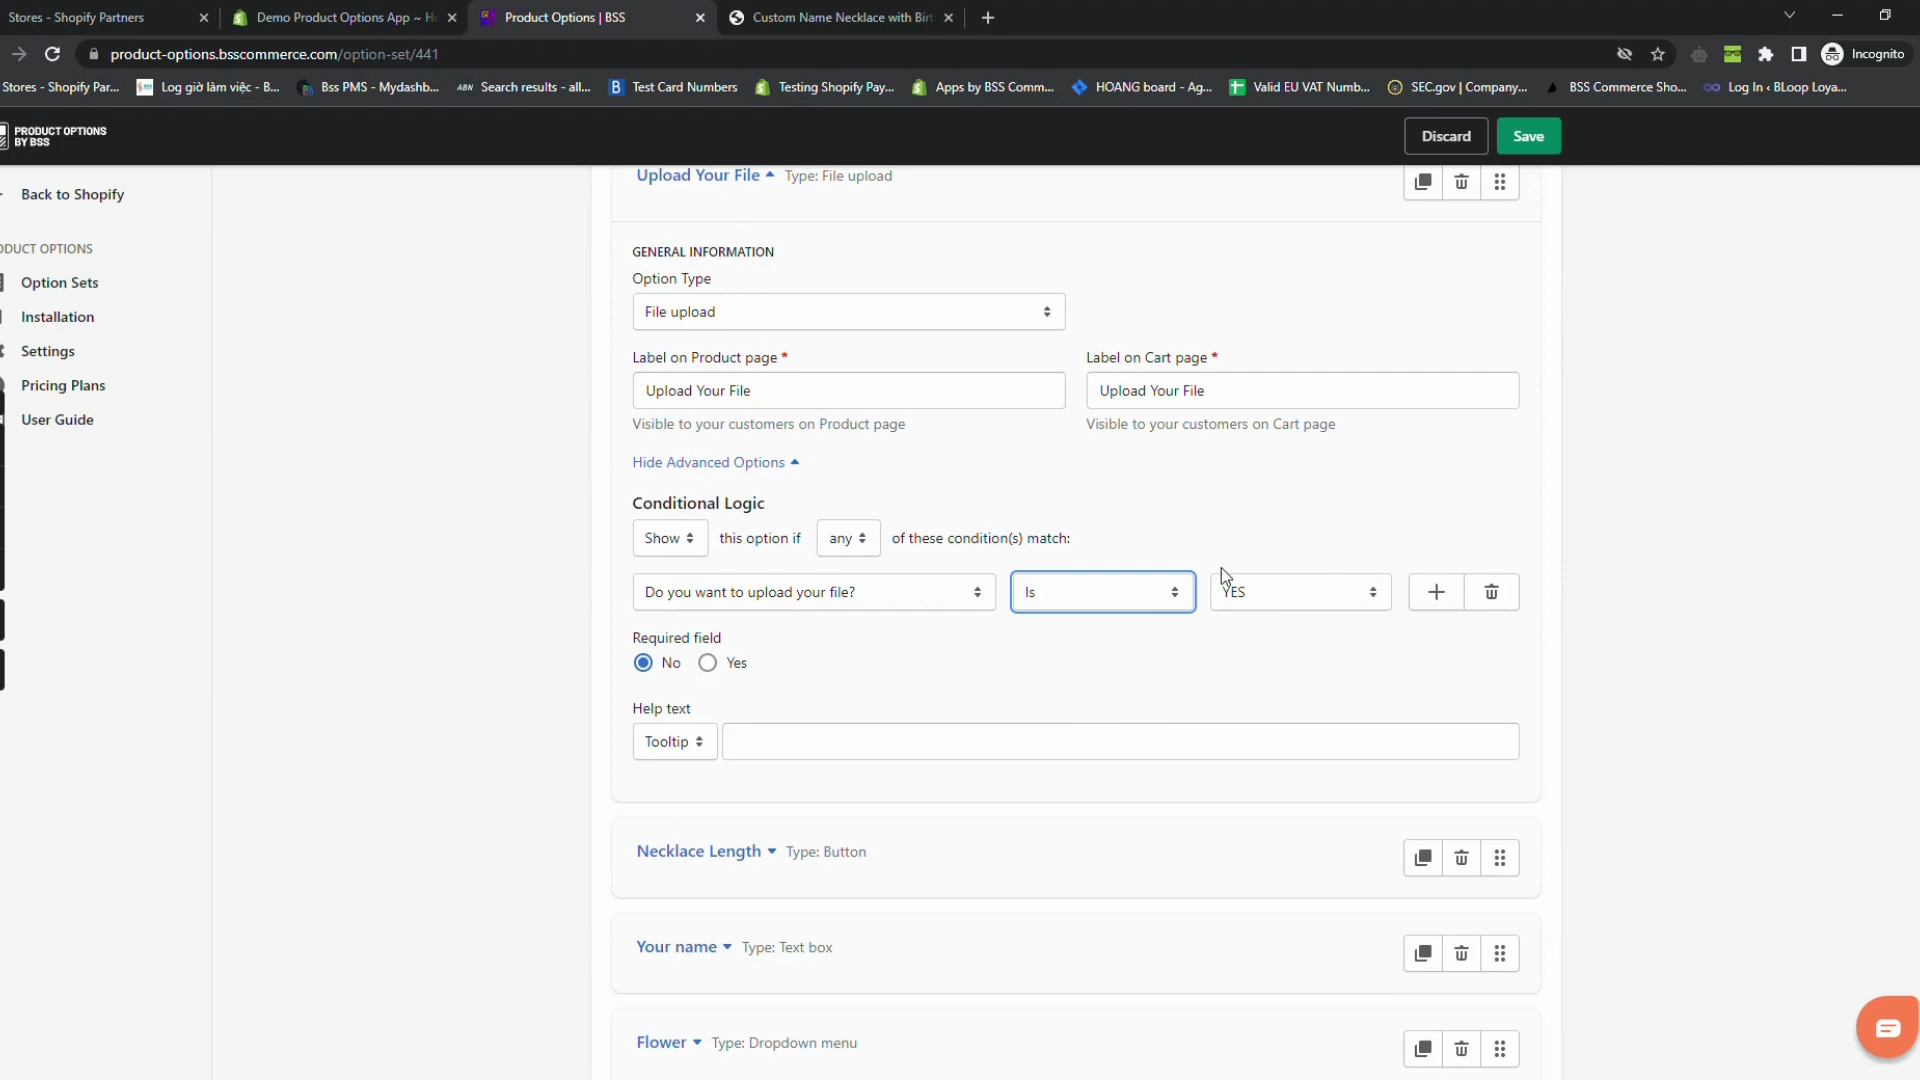 Stores - Shopify Partners
Demo Product Options App ~ H
Product Options | BSS
Custom Name Necklace with Birt
product-options.bsscommerce.com/option-set/441
Incognito
Stores - Shopify Par...
Log giờ làm việc - B...
Bss PMS - Mydashb...
ABN Search results - all...
B Test Card Numbers
Testing Shopify Pay...
Apps by BSS Comm...
HOANG board - Ag...
Valid EU VAT Numb...
SEC.gov | Company...
BSS Commerce Sho...
Log In ‹ BLoop Loya...
PRODUCT OPTIONS
BY BSS
Discard
Save
Back to Shopify
ODUCT OPTIONS
Option Sets
Installation
Settings
Pricing Plans
User Guide
Upload Your File Type: File upload
GENERAL INFORMATION
Option Type
File upload
Label on Product page *
Label on Cart page *
Upload Your File
Upload Your File
Visible to your customers on Product page
Visible to your customers on Cart page
Hide Advanced Options
Conditional Logic
Show this option if any of these condition(s) match:
Do you want to upload your file? Is YES
Required field
No Yes
Help text
Tooltip
Necklace Length Type: Button
Your name Type: Text box
Flower Type: Dropdown menu